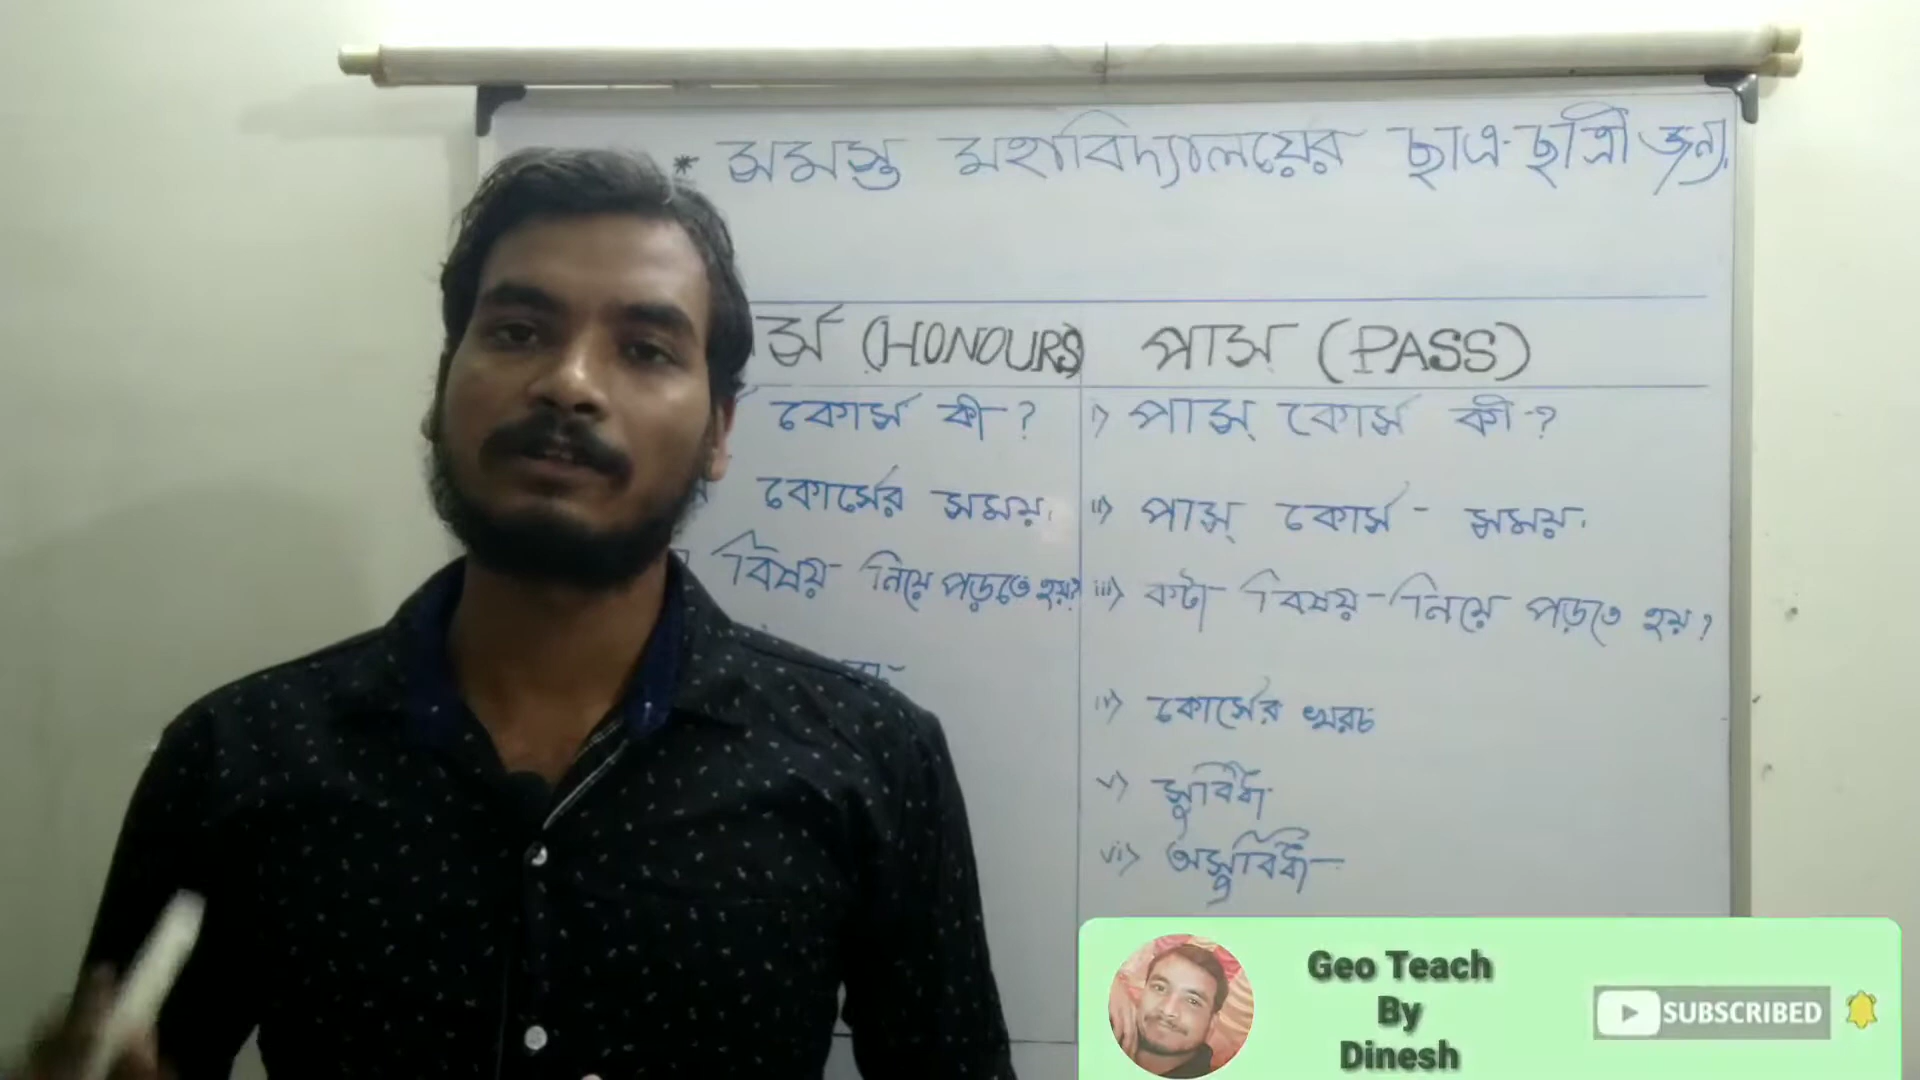 * সমস্ত মহাবিদ্যালয়ের ছাত্র-ছাত্রী জন্য.
র্স (HONOURS)
পাস (PASS)
কোর্স কী?
i> পাস্ কোর্স কী-?
কোর্সের সময়.
ii> পাস্ কোর্স - সময়.
বিষয় নিয়ে পড়তে হয়?
iii> কটা বিষয়-নিয়ে পড়তে হয়?
iv> কোর্সের খরচ
v> সুবিধা
vi> অসুবিধা-
Geo Teach
By
Dinesh
SUBSCRIBED